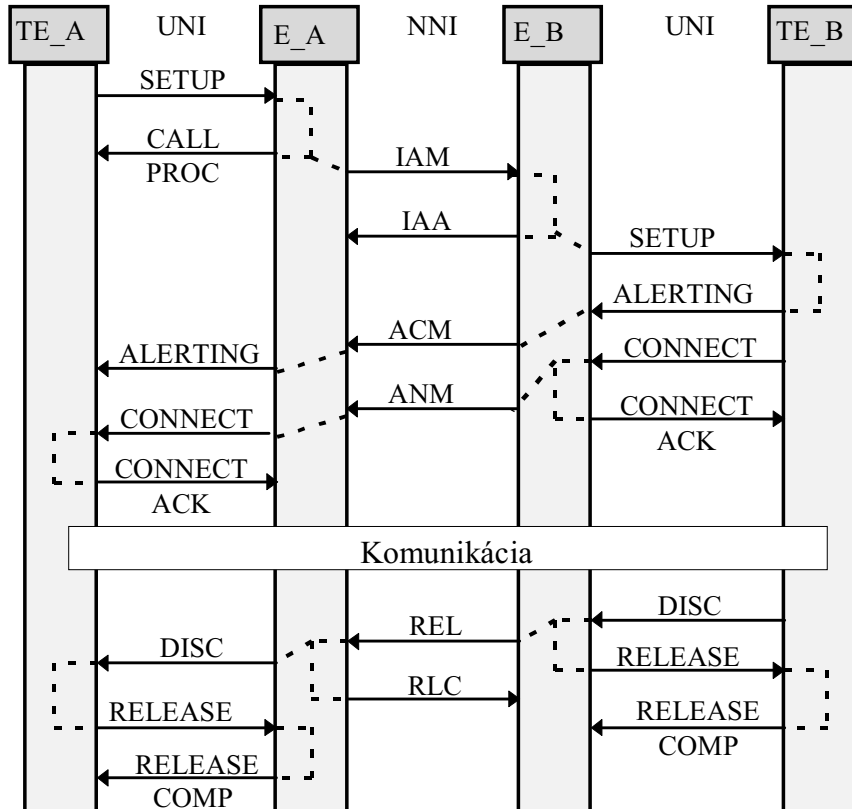 TE_A UNI E_A NNI E_B UNI TE_B
SETUP
CALL
PROC
IAM
IAA
SETUP
ALERTING
ACM
ALERTING
CONNECT
ANM
CONNECT
CONNECT
ACK
CONNECT
ACK
Komunikácia
DISC
REL
DISC
RELEASE
RLC
RELEASE
RELEASE
COMP
RELEASE
COMP